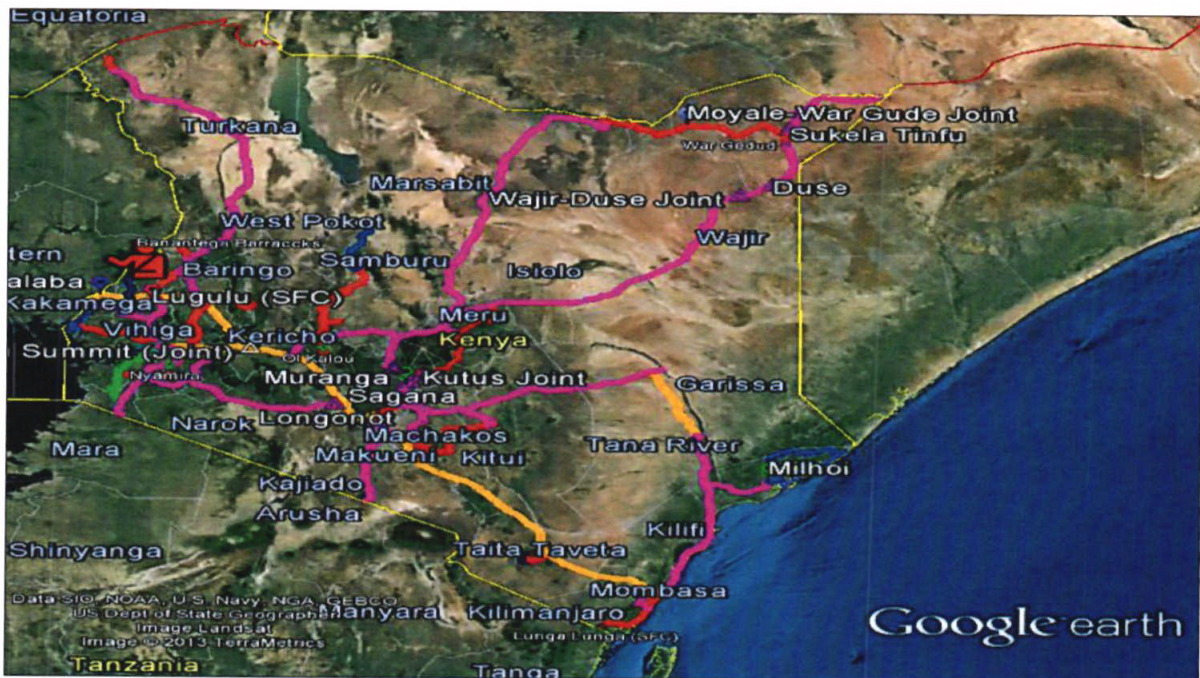 Equatoria
Turkana
Moyale-War Gude Joint
Sukela Tinfu
War Gedud
Marsabit
Wajir-Duse Joint
Duse
West Pokot
Wajir
Banantega Barraccks
tern
Samburu
Baringo
Isiolo
alaba
Kakamega
Lugulu (SFC)
Meru
Vihiga
Kericho
Kenya
Summit (Joint)
Ol Kalou
Nyamira
Muranga
Kutus Joint
Garissa
Sagana
Narok
Longonot
Machakos
Tana River
Mara
Makueni
Kitui
Milhoi
Kajiado
Arusha
Kilifi
Shinyanga
Taita Taveta
Mombasa
Data SIO, NOAA, U.S. Navy, NGA, GEBCO
US Dept of State Geographer
Manyara
Kilimanjaro
Image Landsat
Lunga Lunga (SFC)
Image © 2013 TerraMetrics
Google earth
Tanzania
Tanga